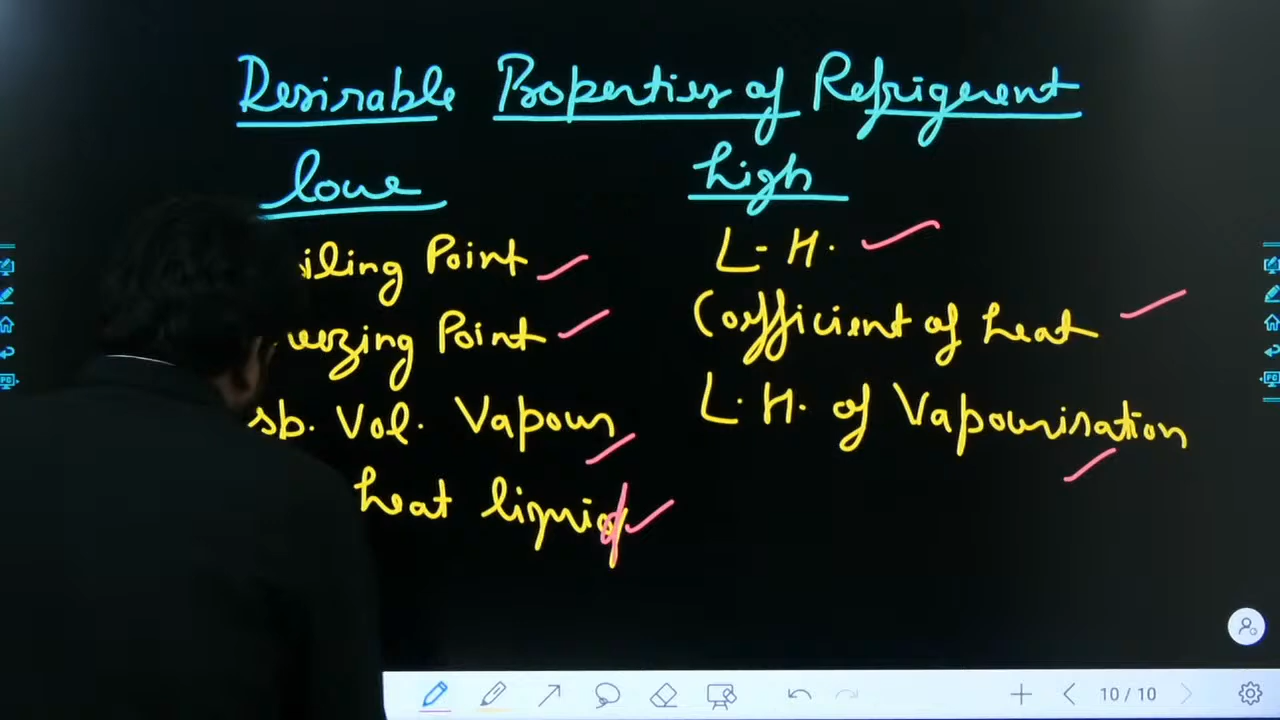 Desirable Properties of Refrigerent
low high
iling Point L-H.
eezing Point Coefficient of heat
sb. Vol. Vapour L.H. of Vapourisation
heat liquid
10/10